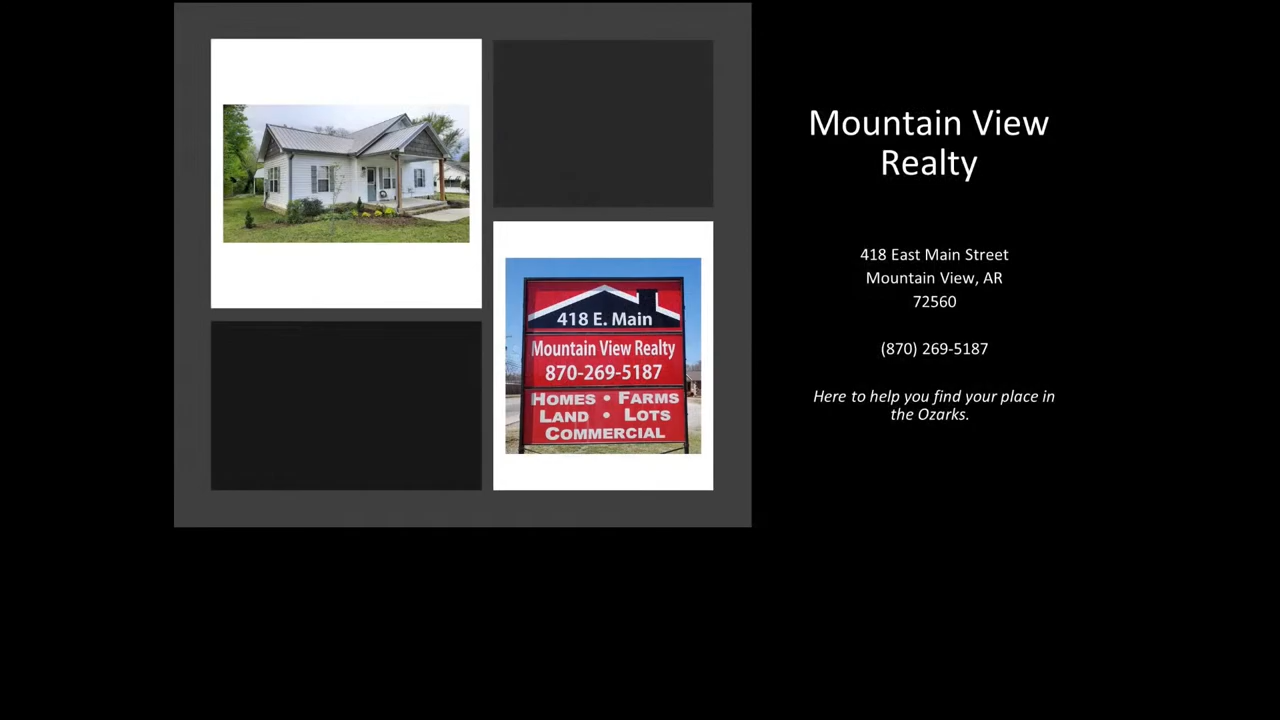 Mountain View
Realty
418 East Main Street
Mountain View, AR
72560
(870) 269-5187
Here to help you find your place in
the Ozarks.
418 E. Main
Mountain View Realty
870-269-5187
HOMES • FARMS
LAND • LOTS
COMMERCIAL